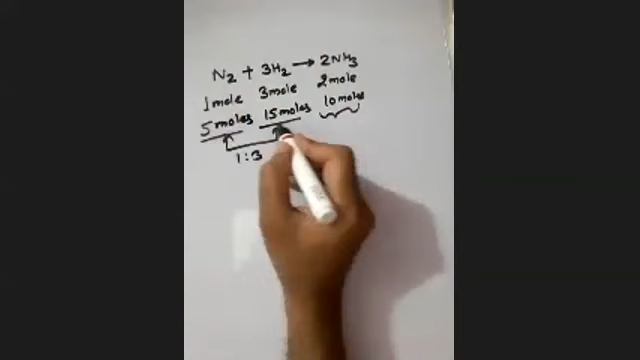 N₂ + 3H₂ → 2NH₃
1mole 3mole 2mole
5moles 15moles 10moles
1:3